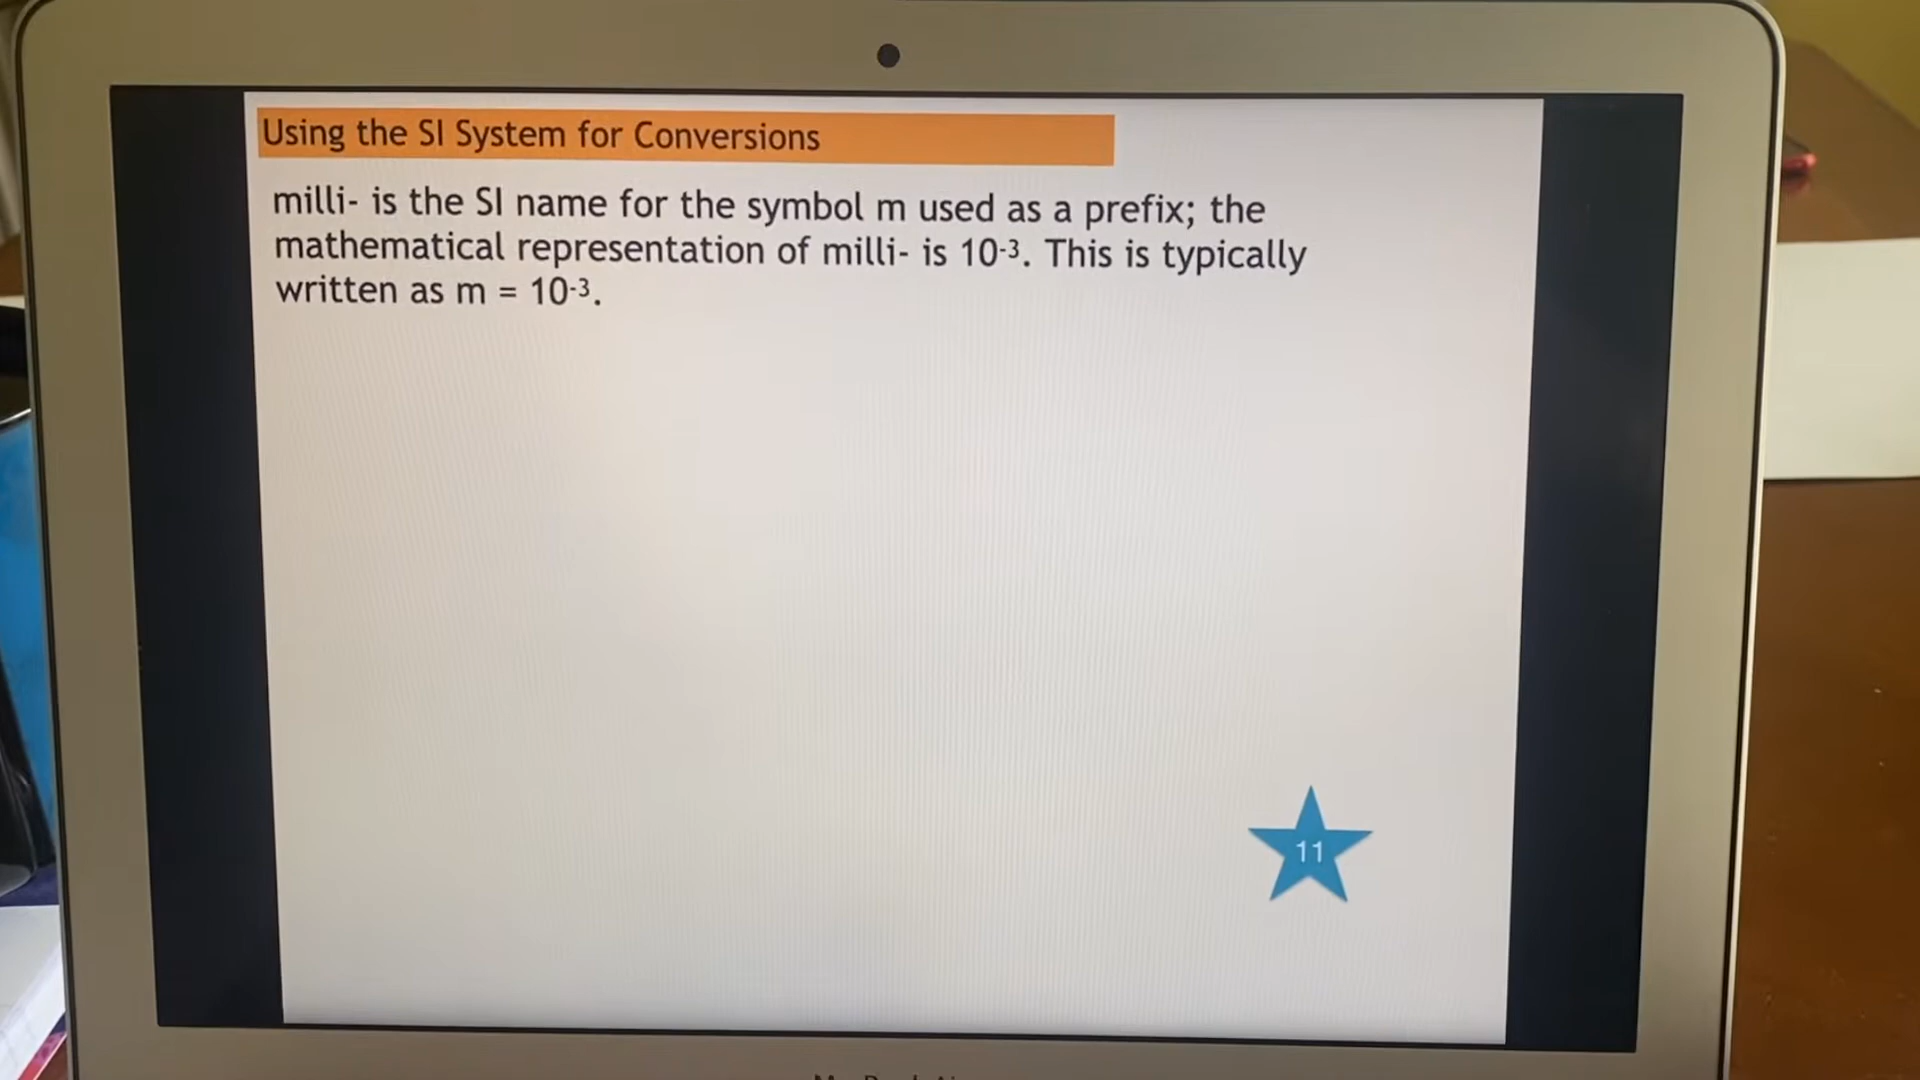 Using the SI System for Conversions
milli- is the SI name for the symbol m used as a prefix; the
mathematical representation of milli- is 10⁻³. This is typically
written as m = 10⁻³.
11